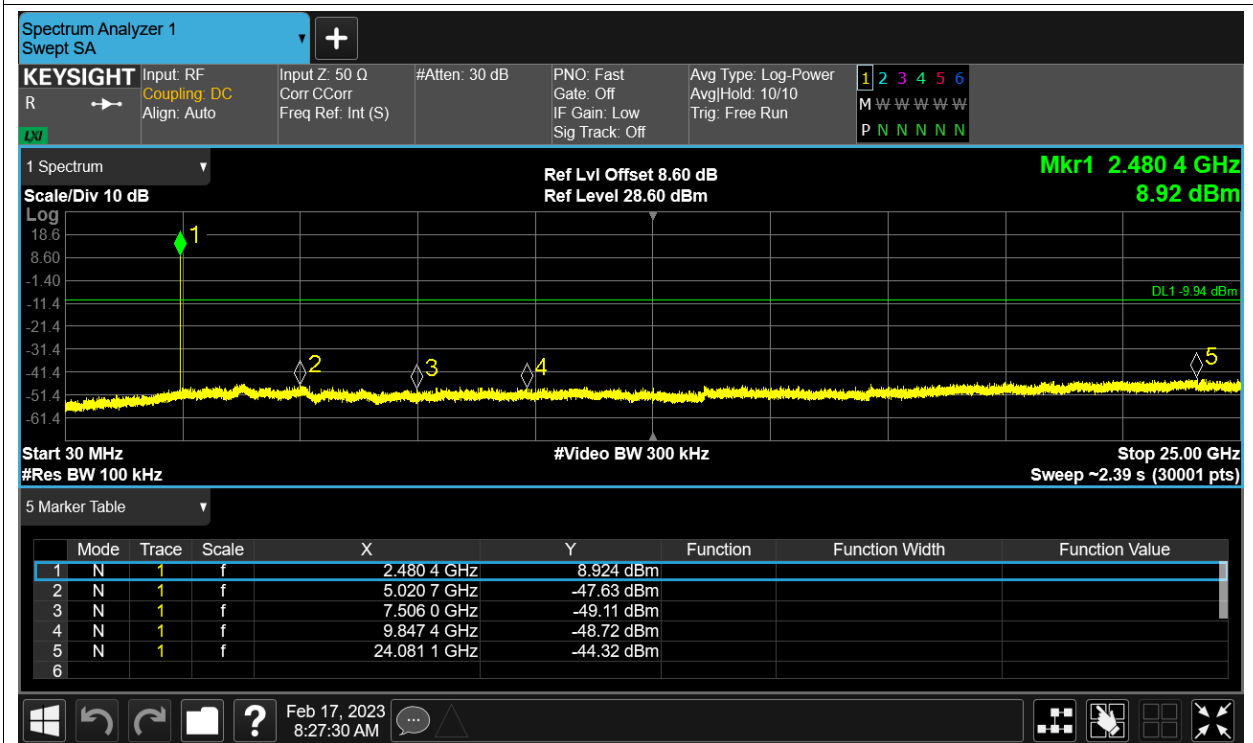 Spectrum Analyzer 1
Swept SA
KEYSIGHT Input: RF Input Z: 50 Ω #Atten: 30 dB PNO: Fast Avg Type: Log-Power 1 2 3 4 5 6
R Coupling: DC Corr CCorr Gate: Off Avg|Hold: 10/10 M W W W W W
Align: Auto Freq Ref: Int (S) IF Gain: Low Trig: Free Run
LXI Sig Track: Off P N N N N N
1 Spectrum Ref Lvl Offset 8.60 dB Mkr1 2.480 4 GHz
Scale/Div 10 dB Ref Level 28.60 dBm 8.92 dBm
Log
18.6 1
8.60
-1.40
DL1 -9.94 dBm
-11.4
-21.4
-31.4
2 3 4 5
-41.4
-51.4
-61.4
Start 30 MHz #Video BW 300 kHz Stop 25.00 GHz
#Res BW 100 kHz Sweep ~2.39 s (30001 pts)
5 Marker Table
Mode Trace Scale X Y Function Function Width Function Value
1 N 1 f 2.480 4 GHz 8.924 dBm
2 N 1 f 5.020 7 GHz -47.63 dBm
3 N 1 f 7.506 0 GHz -49.11 dBm
4 N 1 f 9.847 4 GHz -48.72 dBm
5 N 1 f 24.081 1 GHz -44.32 dBm
6
? Feb 17, 2023
8:27:30 AM